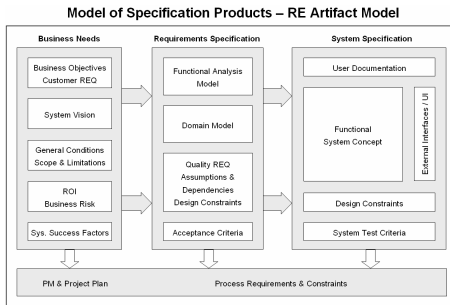 Model of Specification Products – RE Artifact Model
Business Needs
Business Objectives
Customer REQ
System Vision
General Conditions
Scope & Limitations
ROI
Business Risk
Sys. Success Factors
Requirements Specification
Functional Analysis
Model
Domain Model
Quality REQ
Assumptions &
Dependencies
Design Constraints
Acceptance Criteria
System Specification
User Documentation
Functional
System Concept
External Interfaces / UI
Design Constraints
System Test Criteria
PM & Project Plan
Process Requirements & Constraints